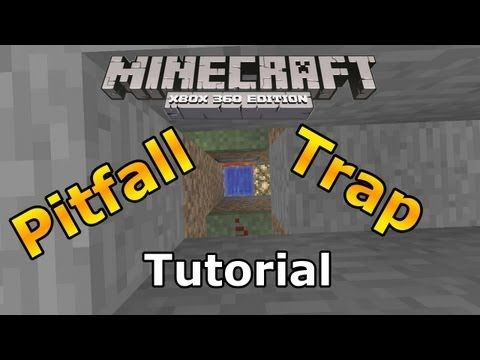 MINECRAFT
XBOX 360 EDITION
Pitfall
Trap
Tutorial